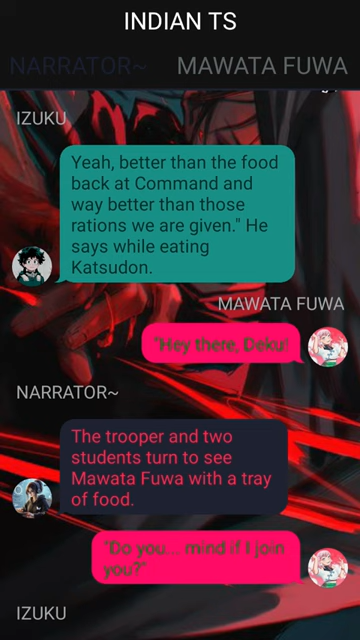 INDIAN TS
NARRATOR~ MAWATA FUWA
IZUKU
Yeah, better than the food
back at Command and
way better than those
rations we are given." He
says while eating
Katsudon.
MAWATA FUWA
"Hey there, Deku!
NARRATOR~
The trooper and two
students turn to see
Mawata Fuwa with a tray
of food.
"Do you... mind if I join
you?"
IZUKU